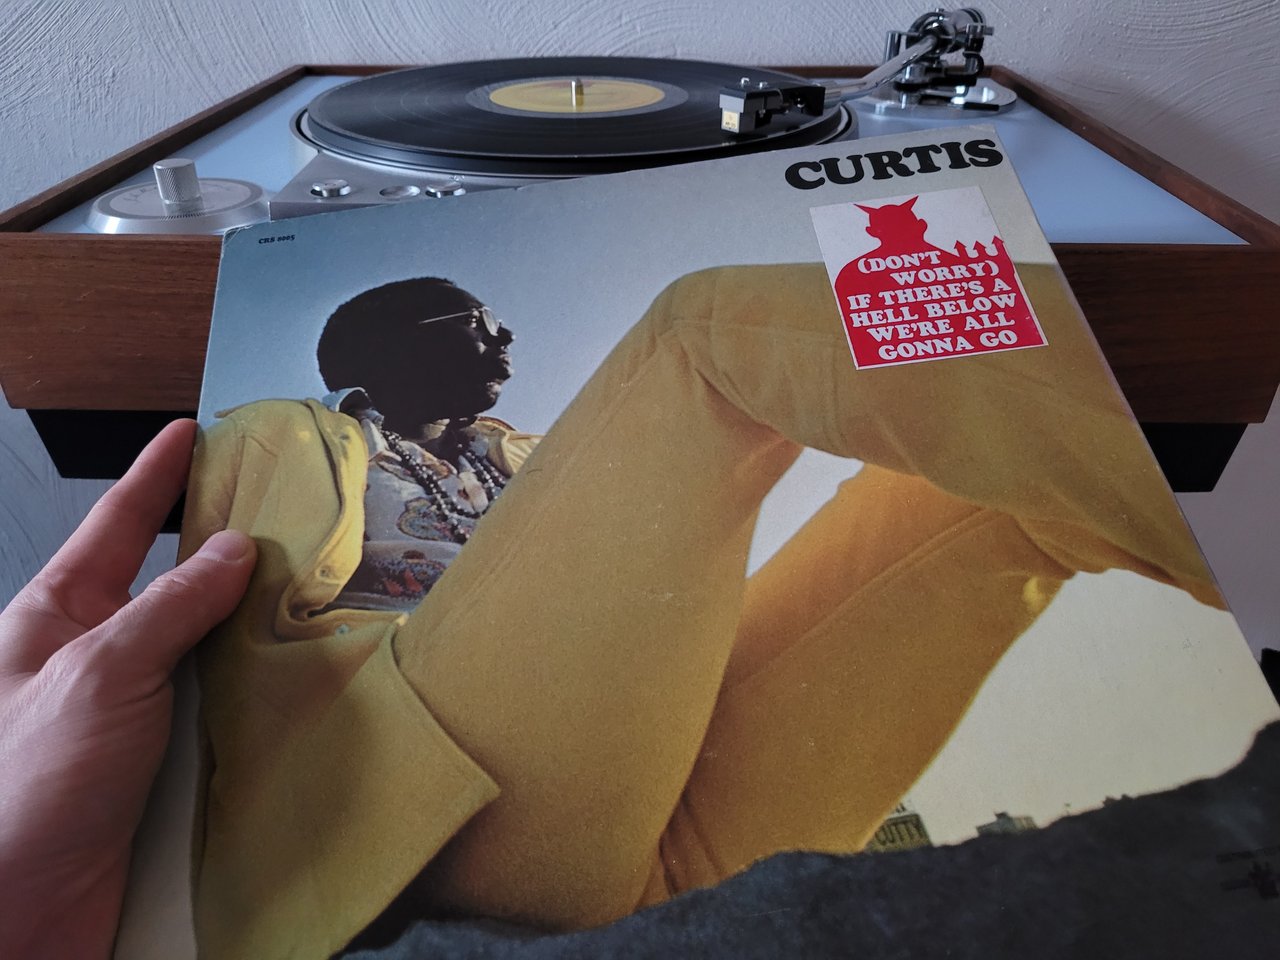 CURTIS
CRS 8005
(DON'T
WORRY)
IF THERE'S A
HELL BELOW
WE'RE ALL
GONNA GO